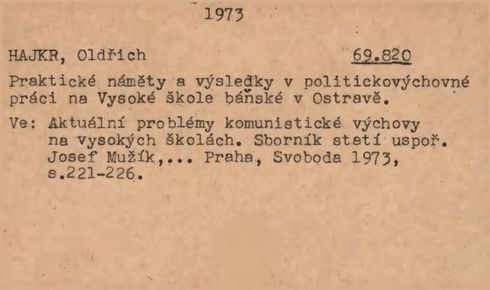 1973
HAJKR, Oldřich 69.820
Praktické náměty a výsledky v politickovýchovné
práci na Vysoké škole báňské v Ostravě.
Ve: Aktuální problémy komunistické výchovy
na vysokých školách. Sborník statí uspoř.
Josef Mužík,... Praha, Svoboda 1973,
s.221-226.